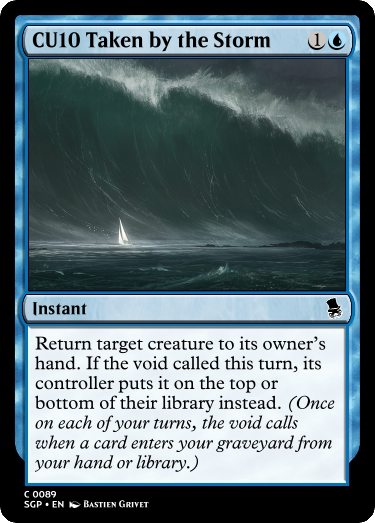 CU10 Taken by the Storm 1
Instant
Return target creature to its owner's
hand. If the void called this turn, its
controller puts it on the top or
bottom of their library instead. (Once
on each of your turns, the void calls
when a card enters your graveyard from
your hand or library.)
C 0089
SGP • EN Bastien Grivet